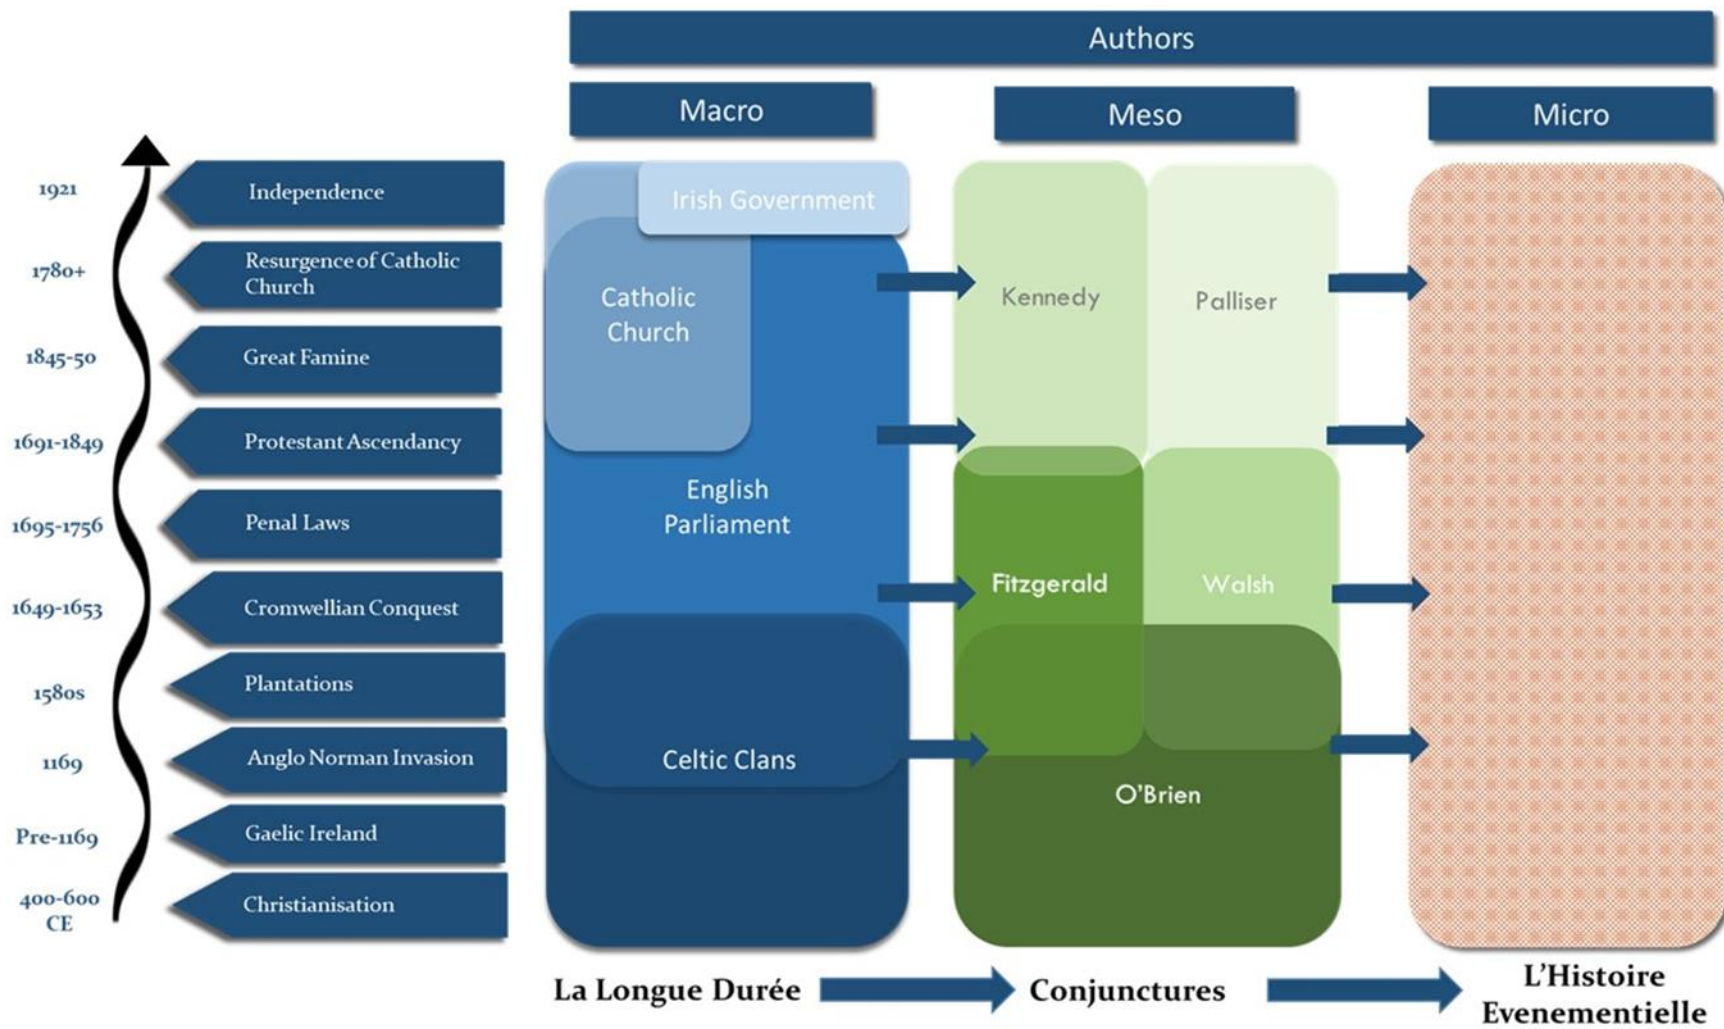 Authors
Macro
Meso
Micro
1921
Independence
1780+
Resurgence of Catholic
Church
1845-50
Great Famine
1691-1849
Protestant Ascendancy
1695-1756
Penal Laws
1649-1653
Cromwellian Conquest
1580s
Plantations
1169
Anglo Norman Invasion
Pre-1169
Gaelic Ireland
400-600
CE
Christianisation
Irish Government
Catholic
Church
English
Parliament
Celtic Clans
Kennedy
Palliser
Fitzgerald
Walsh
O'Brien
La Longue Durée
Conjunctures
L'Histoire
Evenementielle